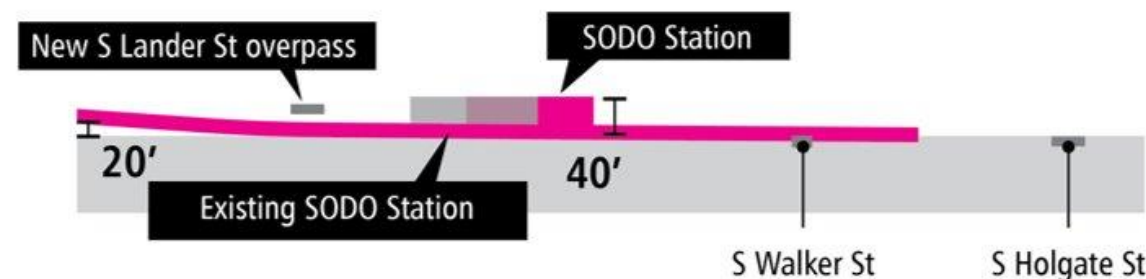 New S Lander St overpass
SODO Station
20’
40’
Existing SODO Station
S Walker St
S Holgate St